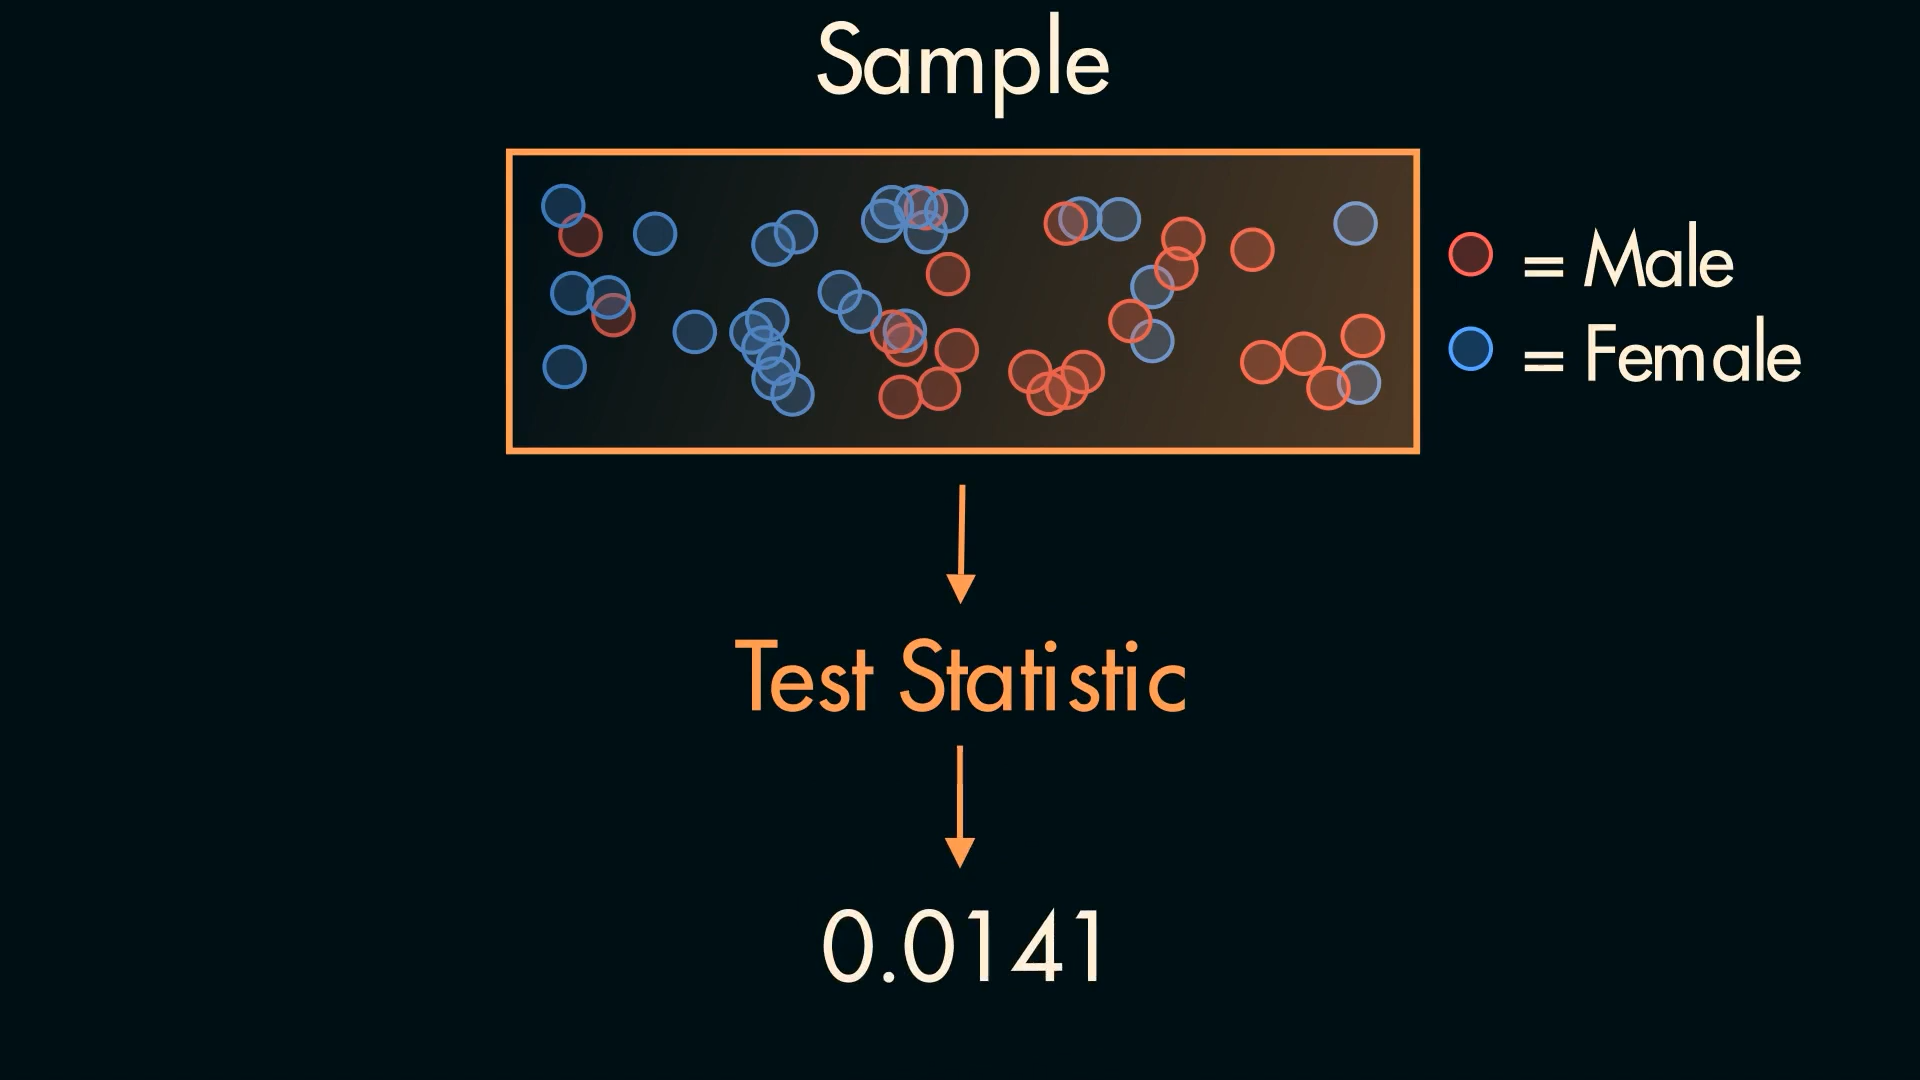 Sample
= Male
= Female
Test Statistic
0.0141